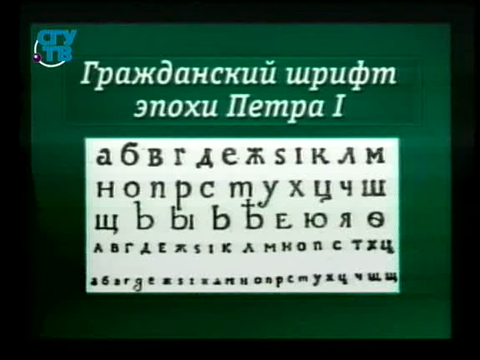 СГУ
ТВ
Гражданский шрифт
эпохи Петра I
а б в г д е ж ѕ і к л м
н о п р с т у х ц ч ш
щ ъ ы ь ѣ е ю я ѳ
А В Г Д Е Ж Ѕ І К Л М Н О П С Т Х Ц
а б в г д е ж ѕ і к л м н о п р с т у х ц ч ш щ